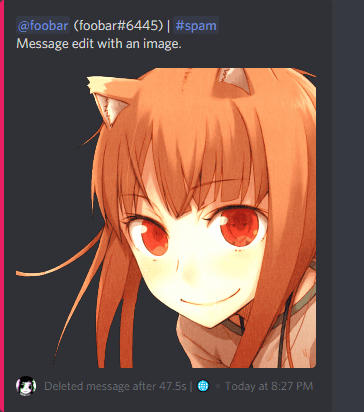 @foobar (foobar#6445) | #spam
Message edit with an image.
Deleted message after 47.5s | 🌐 • Today at 8:27 PM